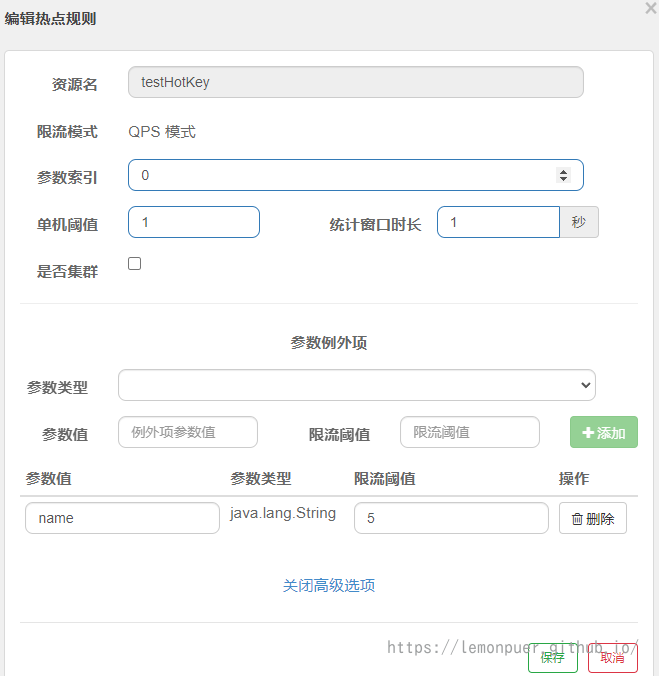 编辑热点规则 ×
资源名 testHotKey
限流模式 QPS 模式
参数索引 0
单机阈值 1 统计窗口时长 1 秒
是否集群
参数例外项
参数类型
参数值 例外项参数值 限流阈值 限流阈值 +添加
参数值 参数类型 限流阈值 操作
name java.lang.String 5 删除
关闭高级选项
https://lemonpuer.github.io/
保存 取消